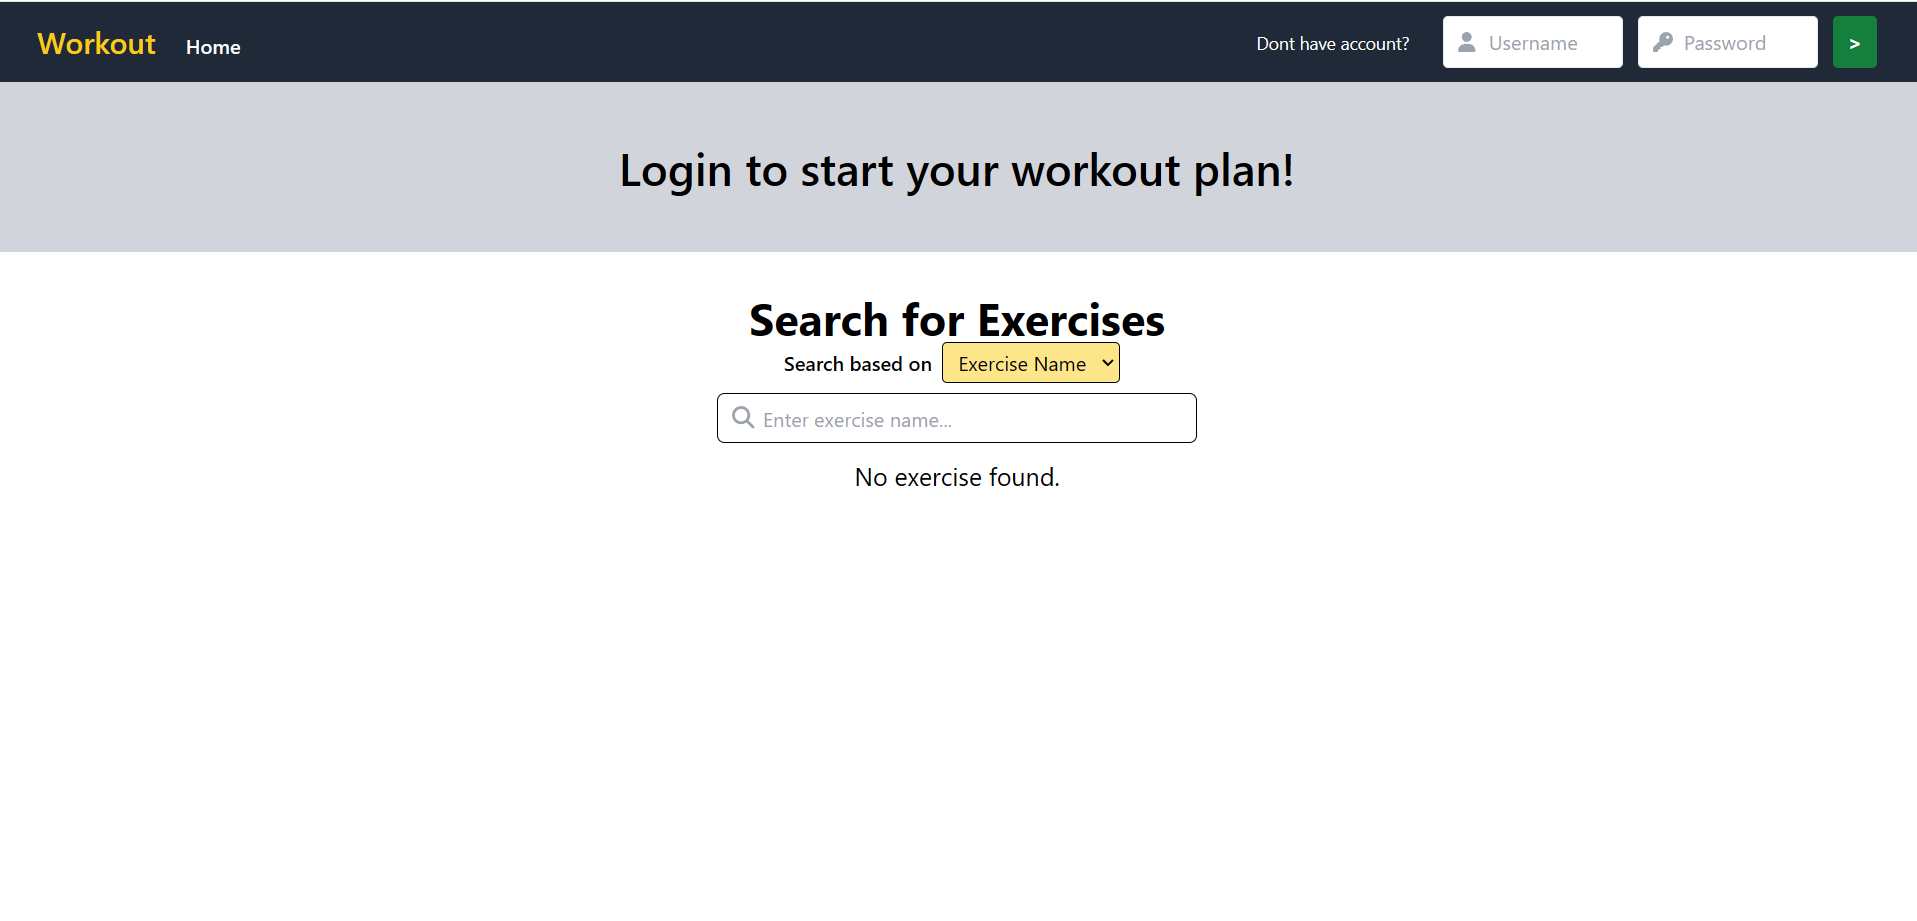 Workout Home Dont have account? Username Password >
Login to start your workout plan!
Search for Exercises
Search based on Exercise Name
Enter exercise name...
No exercise found.